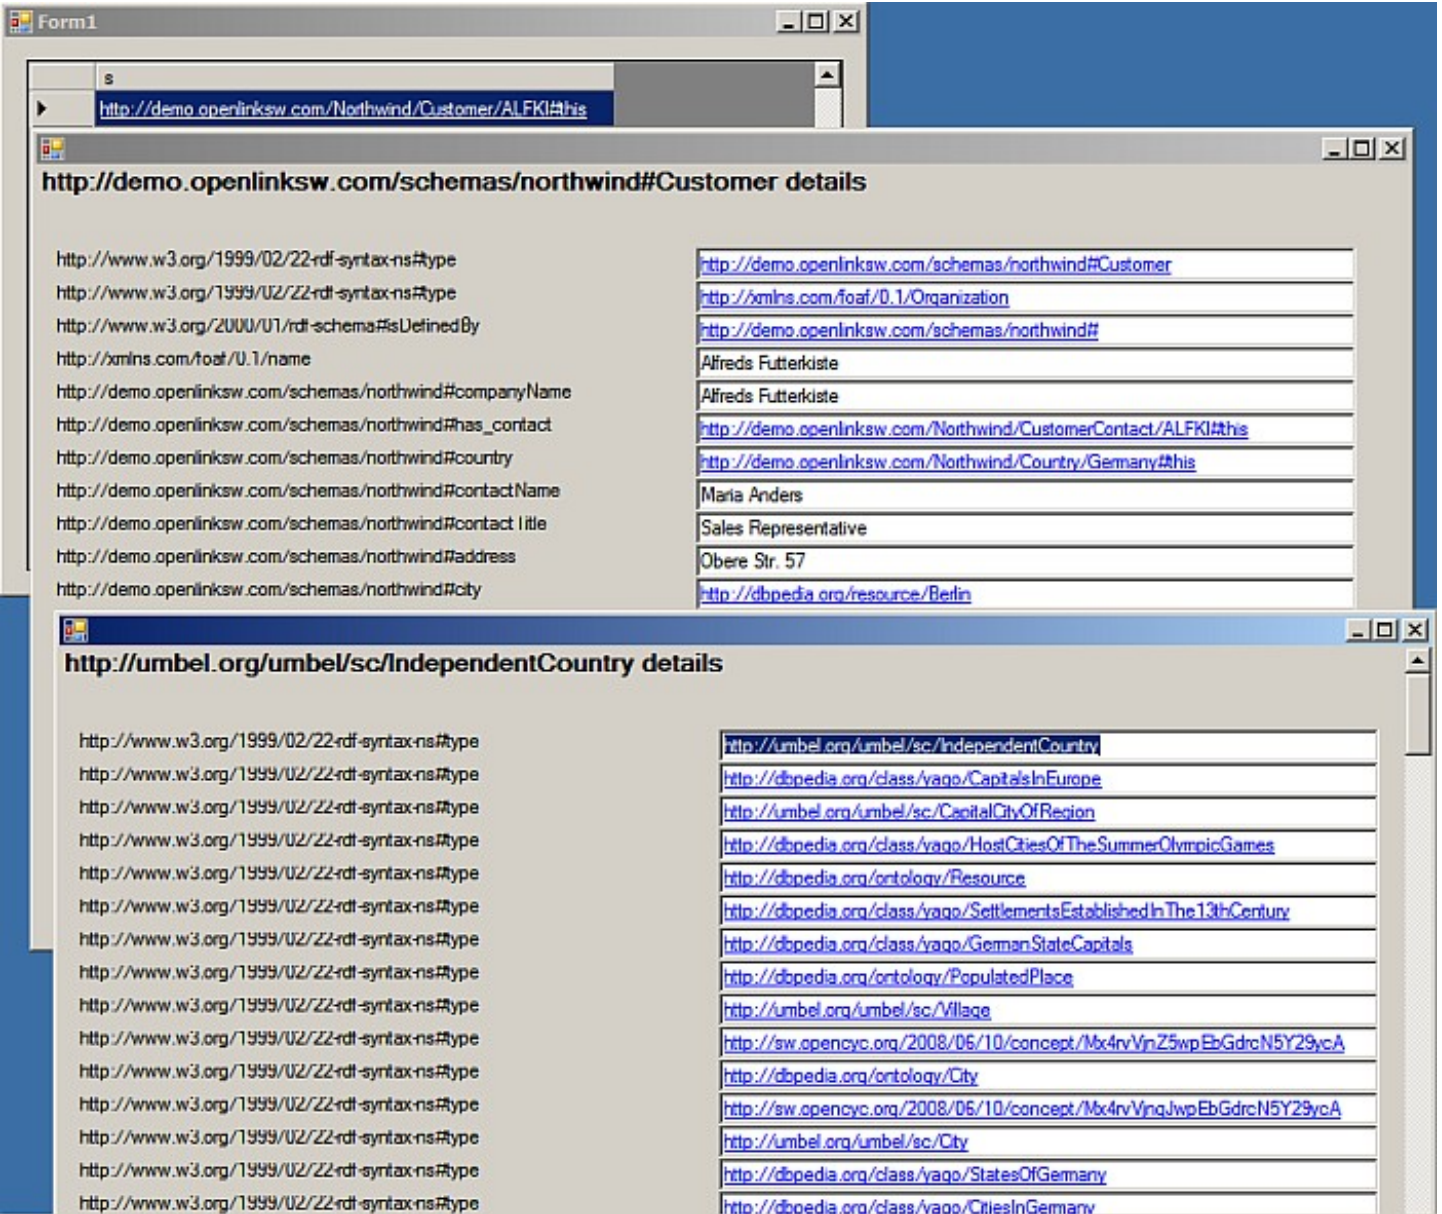 Form1
s
http://demo.openlinksw.com/Northwind/Customer/ALFKI#this
http://demo.openlinksw.com/schemas/northwind#Customer details
http://www.w3.org/1999/02/22-rdf-syntax-ns#type http://demo.openlinksw.com/schemas/northwind#Customer
http://www.w3.org/1999/02/22-rdf-syntax-ns#type http://xmlns.com/foaf/0.1/Organization
http://www.w3.org/2000/01/rdf-schema#isDefinedBy http://demo.openlinksw.com/schemas/northwind#
http://xmlns.com/foaf/0.1/name Alfreds Futterkiste
http://demo.openlinksw.com/schemas/northwind#companyName Alfreds Futterkiste
http://demo.openlinksw.com/schemas/northwind#has_contact http://demo.openlinksw.com/Northwind/CustomerContact/ALFKI#this
http://demo.openlinksw.com/schemas/northwind#country http://demo.openlinksw.com/Northwind/Country/Germany#this
http://demo.openlinksw.com/schemas/northwind#contactName Maria Anders
http://demo.openlinksw.com/schemas/northwind#contactTitle Sales Representative
http://demo.openlinksw.com/schemas/northwind#address Obere Str. 57
http://demo.openlinksw.com/schemas/northwind#city http://dbpedia.org/resource/Berlin
http://umbel.org/umbel/sc/IndependentCountry details
http://www.w3.org/1999/02/22-rdf-syntax-ns#type http://umbel.org/umbel/sc/IndependentCountry
http://www.w3.org/1999/02/22-rdf-syntax-ns#type http://dbpedia.org/class/yago/CapitalsInEurope
http://www.w3.org/1999/02/22-rdf-syntax-ns#type http://umbel.org/umbel/sc/CapitalCityOfRegion
http://www.w3.org/1999/02/22-rdf-syntax-ns#type http://dbpedia.org/class/yago/HostCitiesOfTheSummerOlympicGames
http://www.w3.org/1999/02/22-rdf-syntax-ns#type http://dbpedia.org/ontology/Resource
http://www.w3.org/1999/02/22-rdf-syntax-ns#type http://dbpedia.org/class/yago/SettlementsEstablishedInThe13thCentury
http://www.w3.org/1999/02/22-rdf-syntax-ns#type http://dbpedia.org/class/yago/GermanStateCapitals
http://www.w3.org/1999/02/22-rdf-syntax-ns#type http://dbpedia.org/ontology/PopulatedPlace
http://www.w3.org/1999/02/22-rdf-syntax-ns#type http://umbel.org/umbel/sc/Village
http://www.w3.org/1999/02/22-rdf-syntax-ns#type http://sw.opencyc.org/2008/06/10/concept/Mx4rvVjnZ5wpEbGdrcN5Y29ycA
http://www.w3.org/1999/02/22-rdf-syntax-ns#type http://dbpedia.org/ontology/City
http://www.w3.org/1999/02/22-rdf-syntax-ns#type http://sw.opencyc.org/2008/06/10/concept/Mx4rvVjnqJwpEbGdrcN5Y29ycA
http://www.w3.org/1999/02/22-rdf-syntax-ns#type http://umbel.org/umbel/sc/City
http://www.w3.org/1999/02/22-rdf-syntax-ns#type http://dbpedia.org/class/yago/StatesOfGermany
http://www.w3.org/1999/02/22-rdf-syntax-ns#type http://dbpedia.org/class/yago/CitiesInGermany